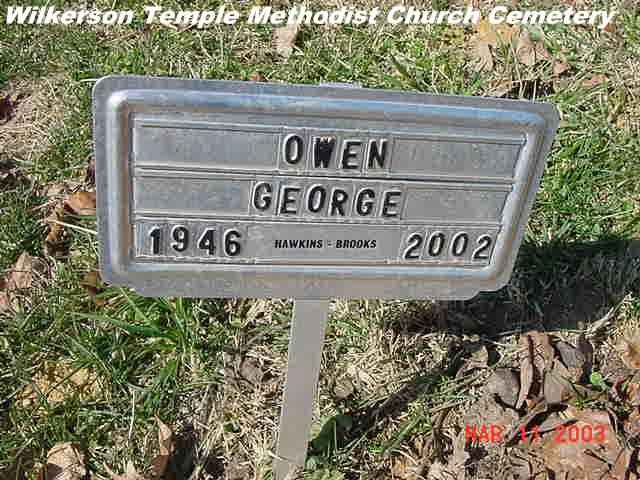 Wilkerson Temple Methodist Church Cemetery
OWEN
GEORGE
1946 HAWKINS - BROOKS 2002
MAR 11 2003